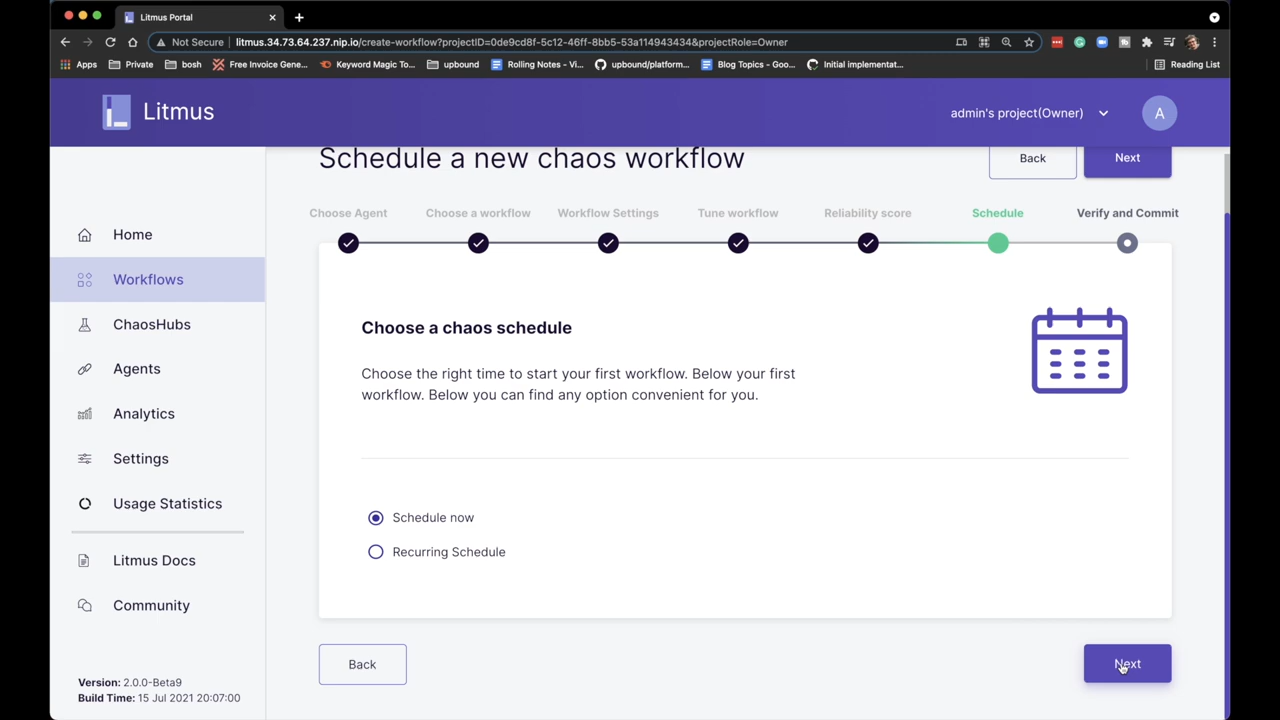 Litmus Portal
Not Secure litmus.34.73.64.237.nip.io/create-workflow?projectID=0de9cd8f-5c12-46ff-8bb5-53a114943434&projectRole=Owner
Apps Private bosh Free Invoice Gene... Keyword Magic To... upbound Rolling Notes - Vi... upbound/platform... Blog Topics - Goo... Initial implementat... Reading List
Litmus
admin's project(Owner) A
Schedule a new chaos workflow
Back Next
Choose Agent Choose a workflow Workflow Settings Tune workflow Reliability score Schedule Verify and Commit
Home
Workflows
ChaosHubs
Agents
Analytics
Settings
Usage Statistics
Litmus Docs
Community
Version: 2.0.0-Beta9
Build Time: 15 Jul 2021 20:07:00
Choose a chaos schedule
Choose the right time to start your first workflow. Below your first
workflow. Below you can find any option convenient for you.
Schedule now
Recurring Schedule
Back Next